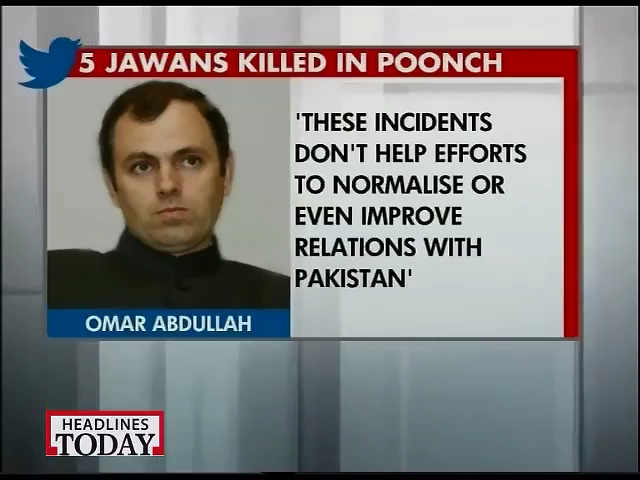 5 JAWANS KILLED IN POONCH
'THESE INCIDENTS
DON'T HELP EFFORTS
TO NORMALISE OR
EVEN IMPROVE
RELATIONS WITH
PAKISTAN'
OMAR ABDULLAH
HEADLINES
TODAY